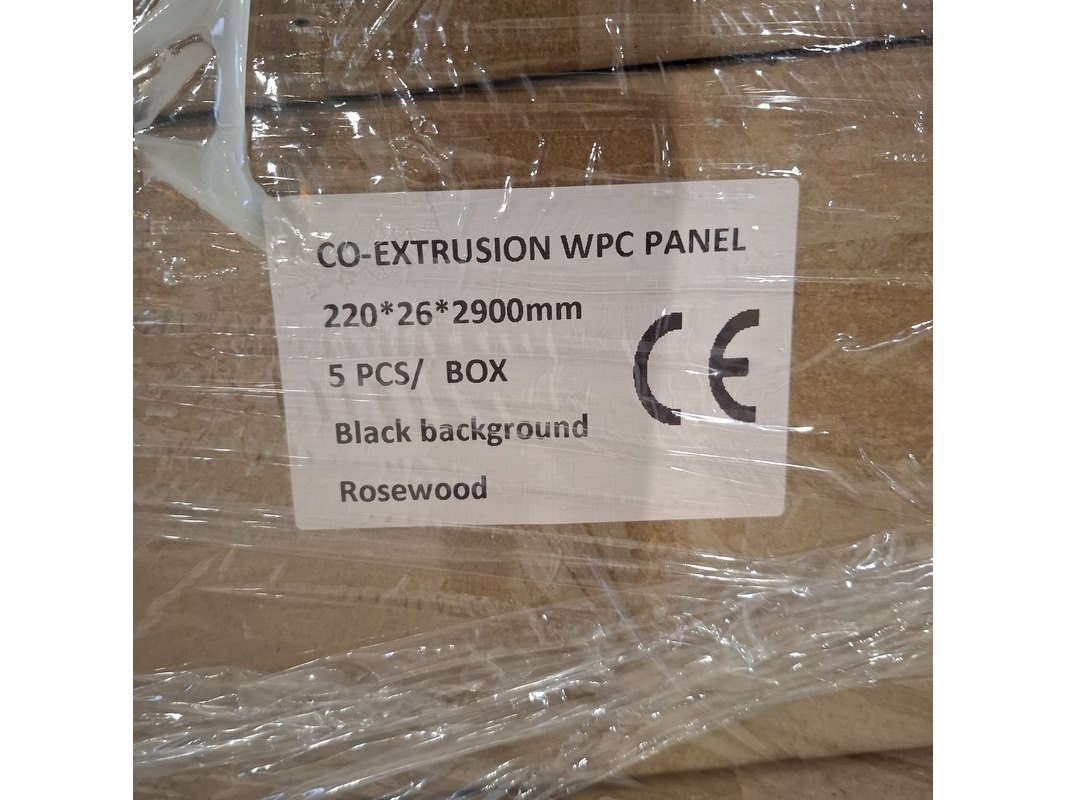 CO-EXTRUSION WPC PANEL
220*26*2900mm
5 PCS/ BOX
CE
Black background
Rosewood